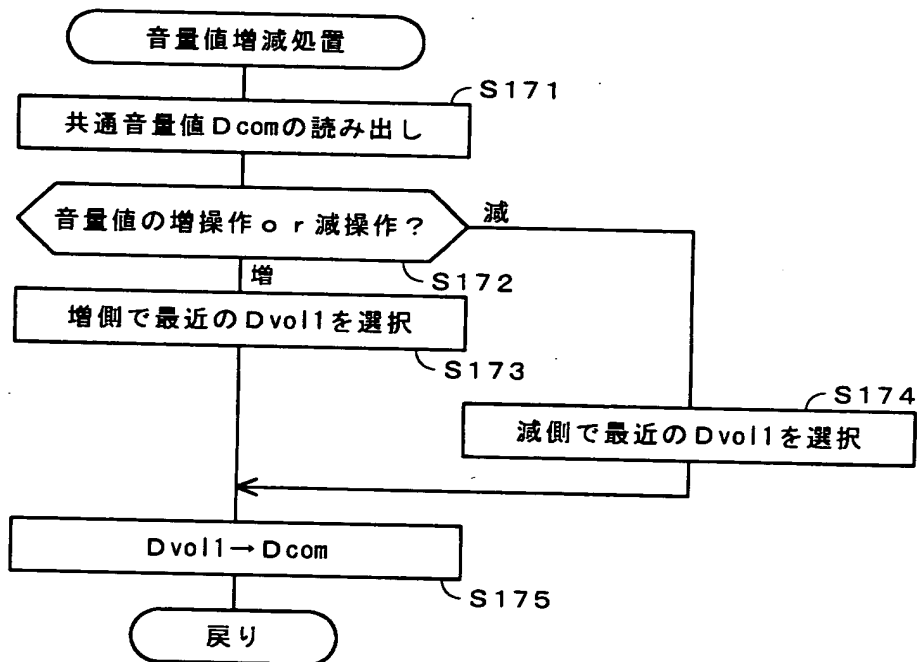 音量値増減処置
S171
共通音量値Dcomの読み出し
音量値の増操作or減操作?
減
増
S172
増側で最近のDvol1を選択
S173
S174
減側で最近のDvol1を選択
Dvol1→Dcom
S175
戻り